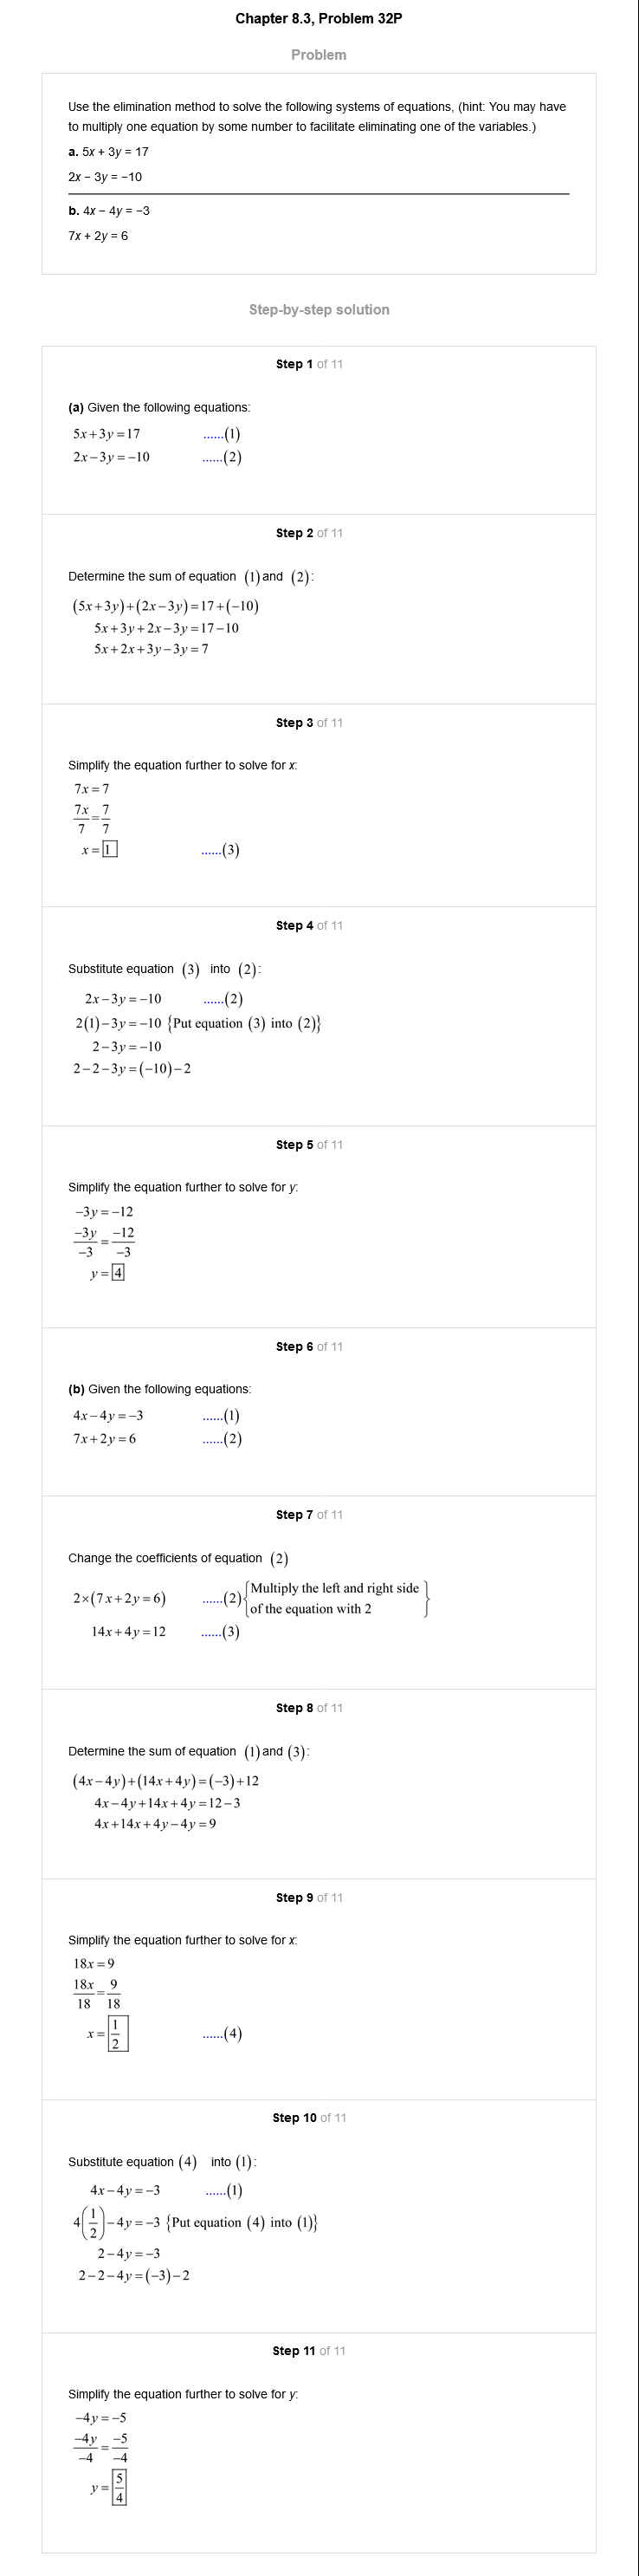 Chapter 8.3, Problem 32P
Problem
Use the elimination method to solve the following systems of equations, (hint: You may have
to multiply one equation by some number to facilitate eliminating one of the variables.)
a. 5x + 3y = 17
2x − 3y = −10
b. 4x − 4y = −3
7x + 2y = 6
Step-by-step solution
Step 1 of 11
(a) Given the following equations:
5x+3y=17 ......(1)
2x−3y=−10 ......(2)
Step 2 of 11
Determine the sum of equation (1) and (2):
(5x+3y)+(2x−3y)=17+(−10)
5x+3y+2x−3y=17−10
5x+2x+3y−3y=7
Step 3 of 11
Simplify the equation further to solve for x:
7x=7
7x/7=7/7
x=1 ......(3)
Step 4 of 11
Substitute equation (3) into (2):
2x−3y=−10 ......(2)
2(1)−3y=−10 {Put equation (3) into (2)}
2−3y=−10
2−2−3y=(−10)−2
Step 5 of 11
Simplify the equation further to solve for y:
−3y=−12
−3y/−3=−12/−3
y=4
Step 6 of 11
(b) Given the following equations:
4x−4y=−3 ......(1)
7x+2y=6 ......(2)
Step 7 of 11
Change the coefficients of equation (2)
2×(7x+2y=6) ......(2){Multiply the left and right side
of the equation with 2}
14x+4y=12 ......(3)
Step 8 of 11
Determine the sum of equation (1) and (3):
(4x−4y)+(14x+4y)=(−3)+12
4x−4y+14x+4y=12−3
4x+14x+4y−4y=9
Step 9 of 11
Simplify the equation further to solve for x:
18x=9
18x/18=9/18
x=1/2 ......(4)
Step 10 of 11
Substitute equation (4) into (1):
4x−4y=−3 ......(1)
4(1/2)−4y=−3 {Put equation (4) into (1)}
2−4y=−3
2−2−4y=(−3)−2
Step 11 of 11
Simplify the equation further to solve for y:
−4y=−5
−4y/−4=−5/−4
y=5/4